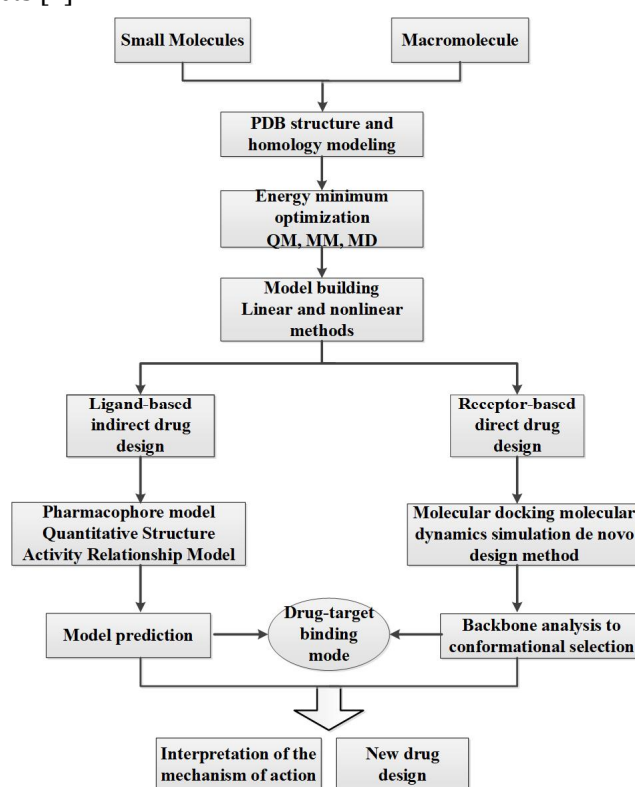 Small Molecules
Macromolecule
PDB structure and
homology modeling
Energy minimum
optimization
QM, MM, MD
Model building
Linear and nonlinear
methods
Ligand-based
indirect drug
design
Receptor-based
direct drug
design
Pharmacophore model
Quantitative Structure
Activity Relationship Model
Molecular docking molecular
dynamics simulation de novo
design method
Model prediction
Drug-target
binding
mode
Backbone analysis to
conformational selection
Interpretation of the
mechanism of action
New drug
design